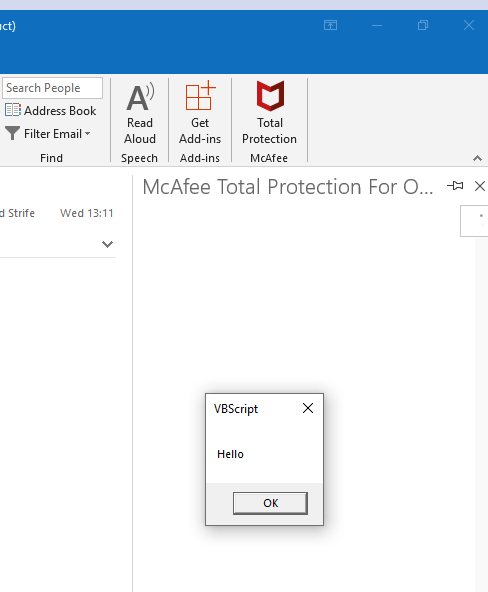 ct)
Search People
Address Book
Filter Email
Find
Read
Aloud
Speech
Get
Add-ins
Add-ins
Total
Protection
McAfee
d Strife Wed 13:11
McAfee Total Protection For O...
VBScript
Hello
OK